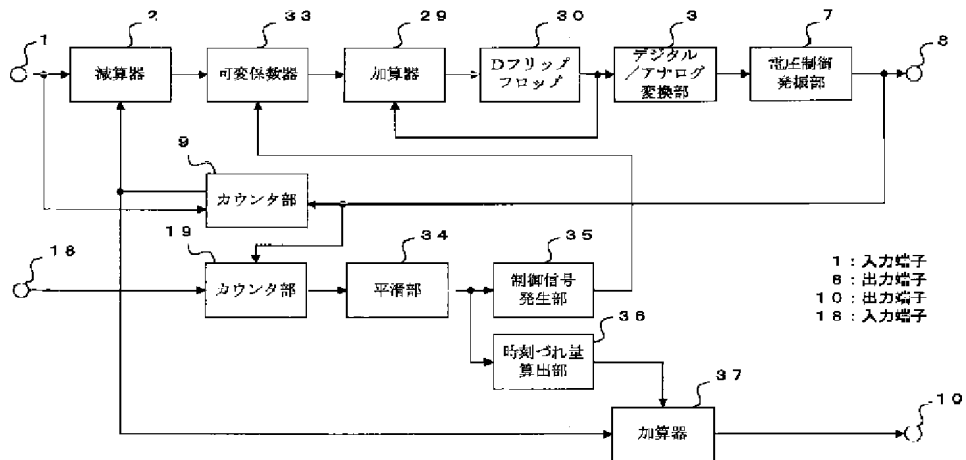 1
2
33
29
30
3
7
8
減算器
可変係数器
加算器
Dフリップ
フロップ
デジタル
/アナログ
変換部
電圧制御
発振部
9
カウンタ部
18
19
34
35
カウンタ部
平滑部
制御信号
発生部
36
時刻づれ量
算出部
37
加算器
10
1:入力端子
8:出力端子
10:出力端子
18:入力端子